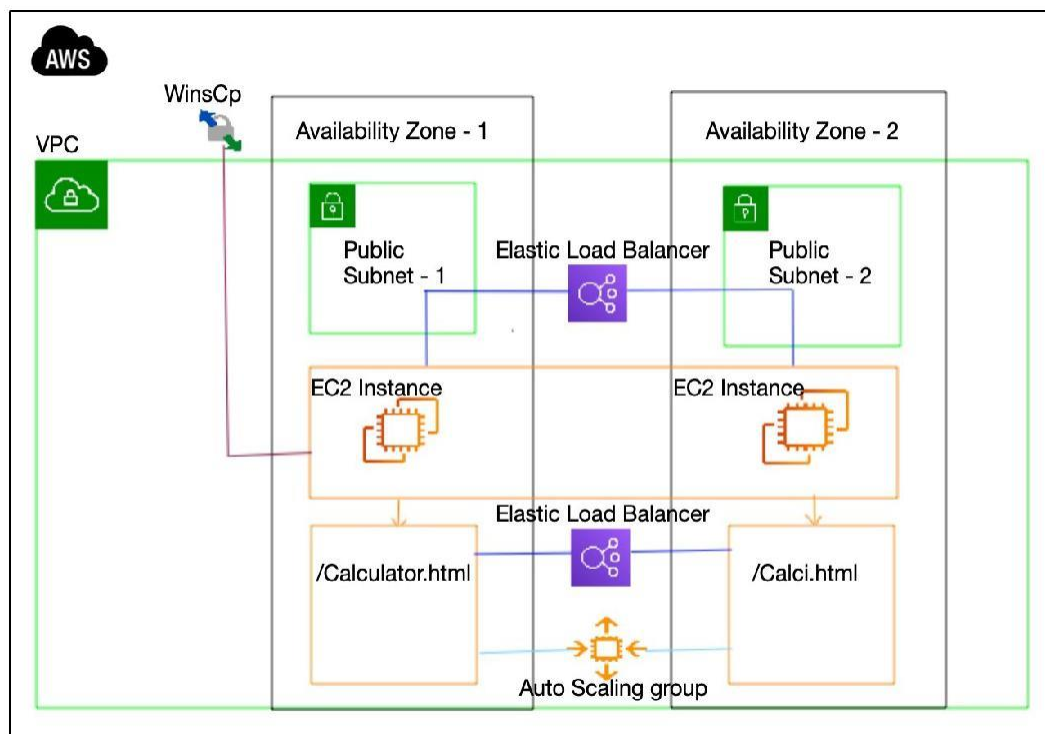 AWS
WinsCp
VPC
Availability Zone - 1
Availability Zone - 2
Public
Subnet - 1
Elastic Load Balancer
Public
Subnet - 2
EC2 Instance
EC2 Instance
Elastic Load Balancer
/Calculator.html
/Calci.html
Auto Scaling group